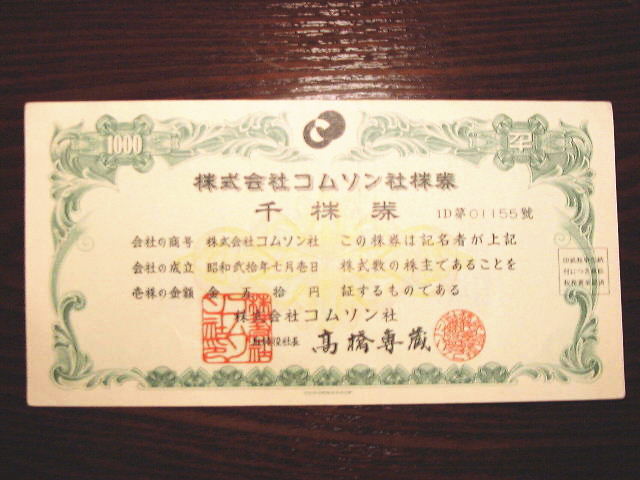 1000 千
株式会社コムソン社株券
千株券 1D第01155號
会社の商号 株式会社コムソン社
会社の成立 昭和弐拾年七月壱日
壱株の金額 金五拾円
この株券は記名者が上記
株式数の株主であることを
証するものである
株式会社コムソン社
取締役社長 高橋専蔵